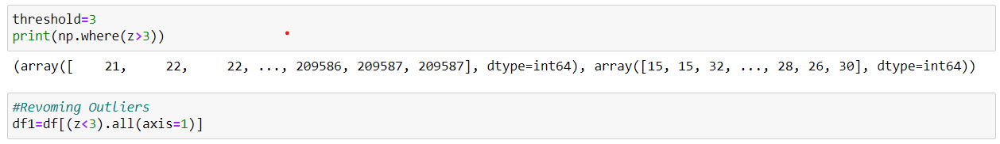 threshold=3
print(np.where(z>3))
(array([    21,     22,     22, ..., 209586, 209587, 209587], dtype=int64), array([15, 15, 32, ..., 28, 26, 30], dtype=int64))
#Revoming Outliers
df1=df[(z<3).all(axis=1)]